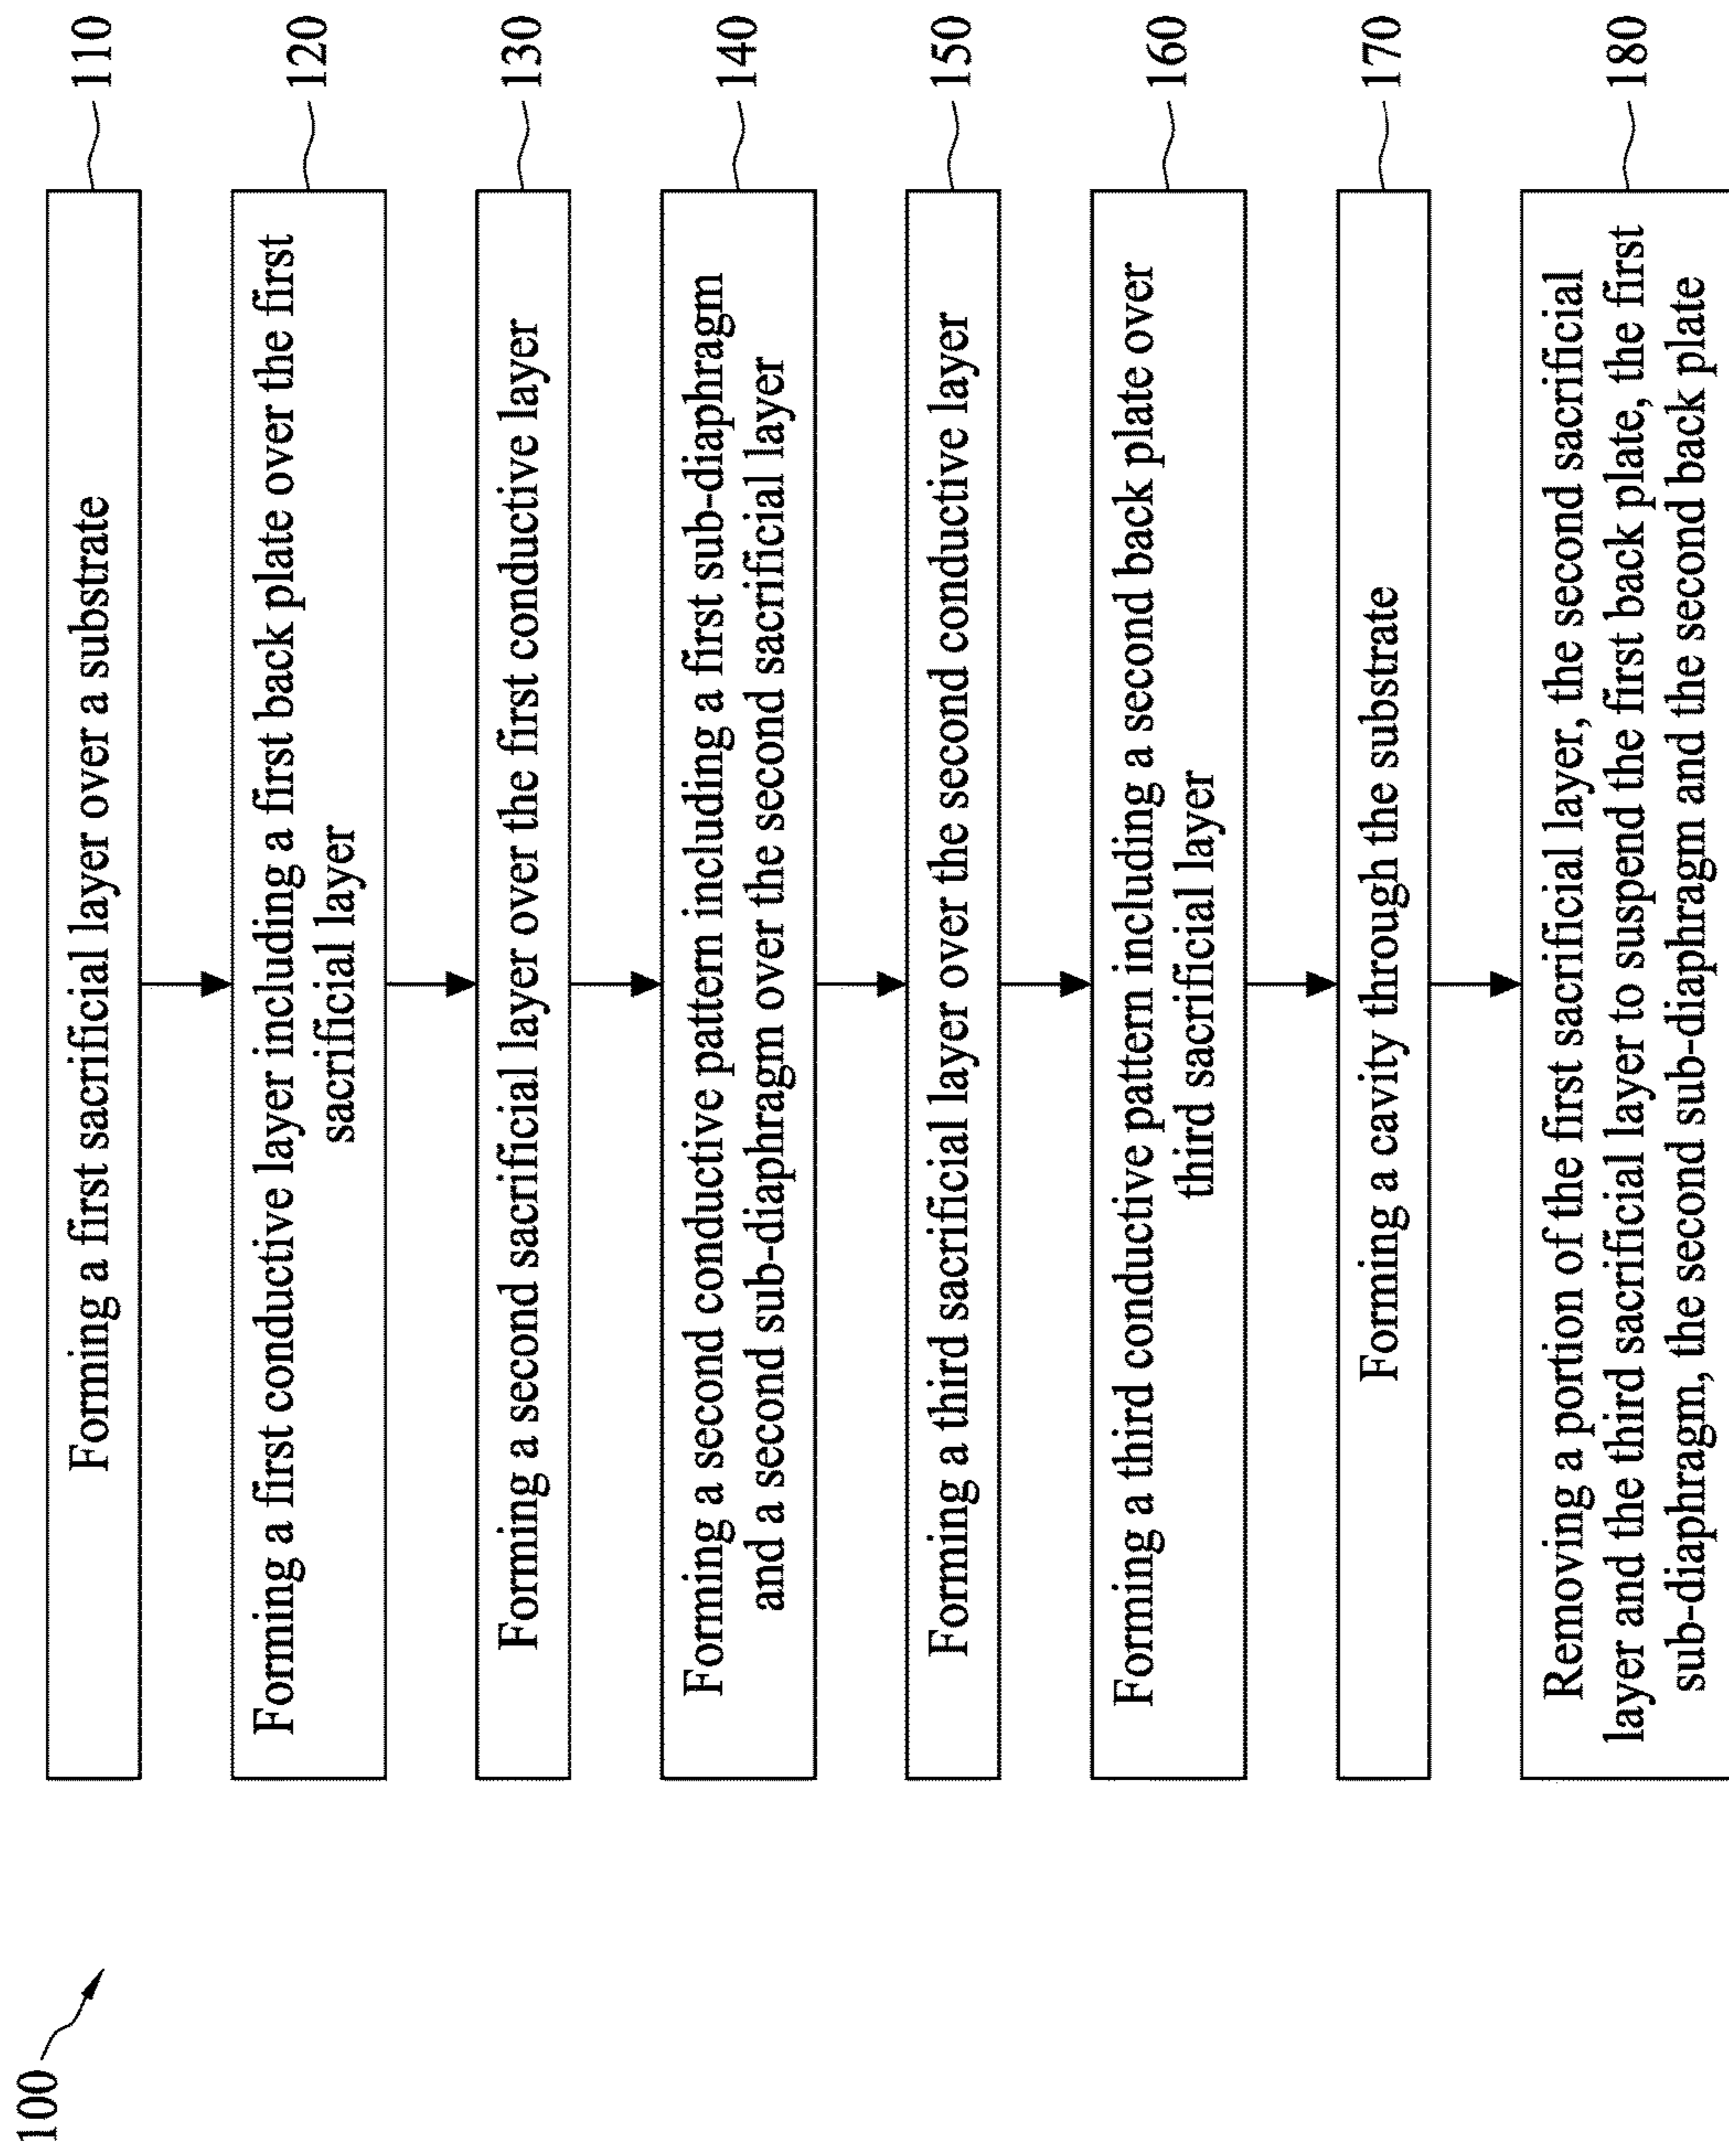 100
Forming a first sacrificial layer over a substrate
110
Forming a first conductive layer including a first back plate over the first
sacrificial layer
120
Forming a second sacrificial layer over the first conductive layer
130
Forming a second conductive pattern including a first sub-diaphragm
and a second sub-diaphragm over the second sacrificial layer
140
Forming a third sacrificial layer over the second conductive layer
150
Forming a third conductive pattern including a second back plate over
third sacrificial layer
160
Forming a cavity through the substrate
170
Removing a portion of the first sacrificial layer, the second sacrificial
layer and the third sacrificial layer to suspend the first back plate, the first
sub-diaphragm, the second sub-diaphragm and the second back plate
180